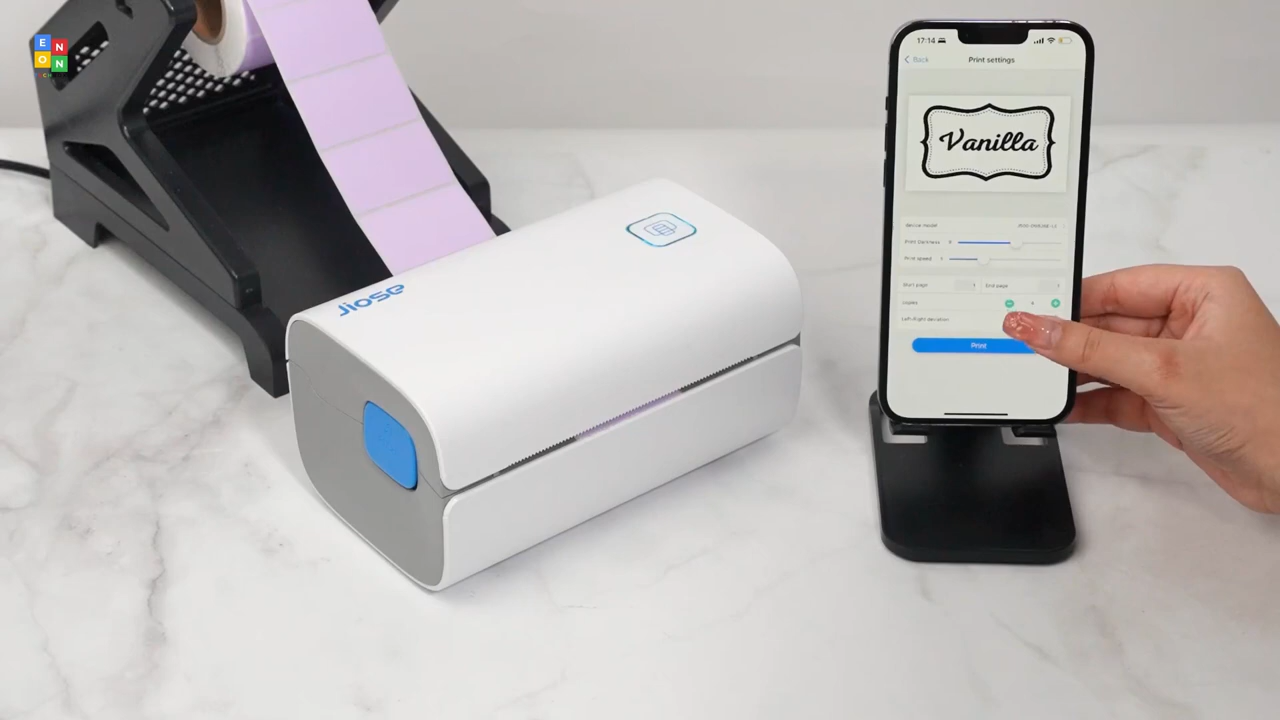 E N
O N
17:14
Back
Print settings
Vanilla
device model
Print Darkness
Print speed
Start page
1
End page
copies
Left-Right deviation
Print
Jiose